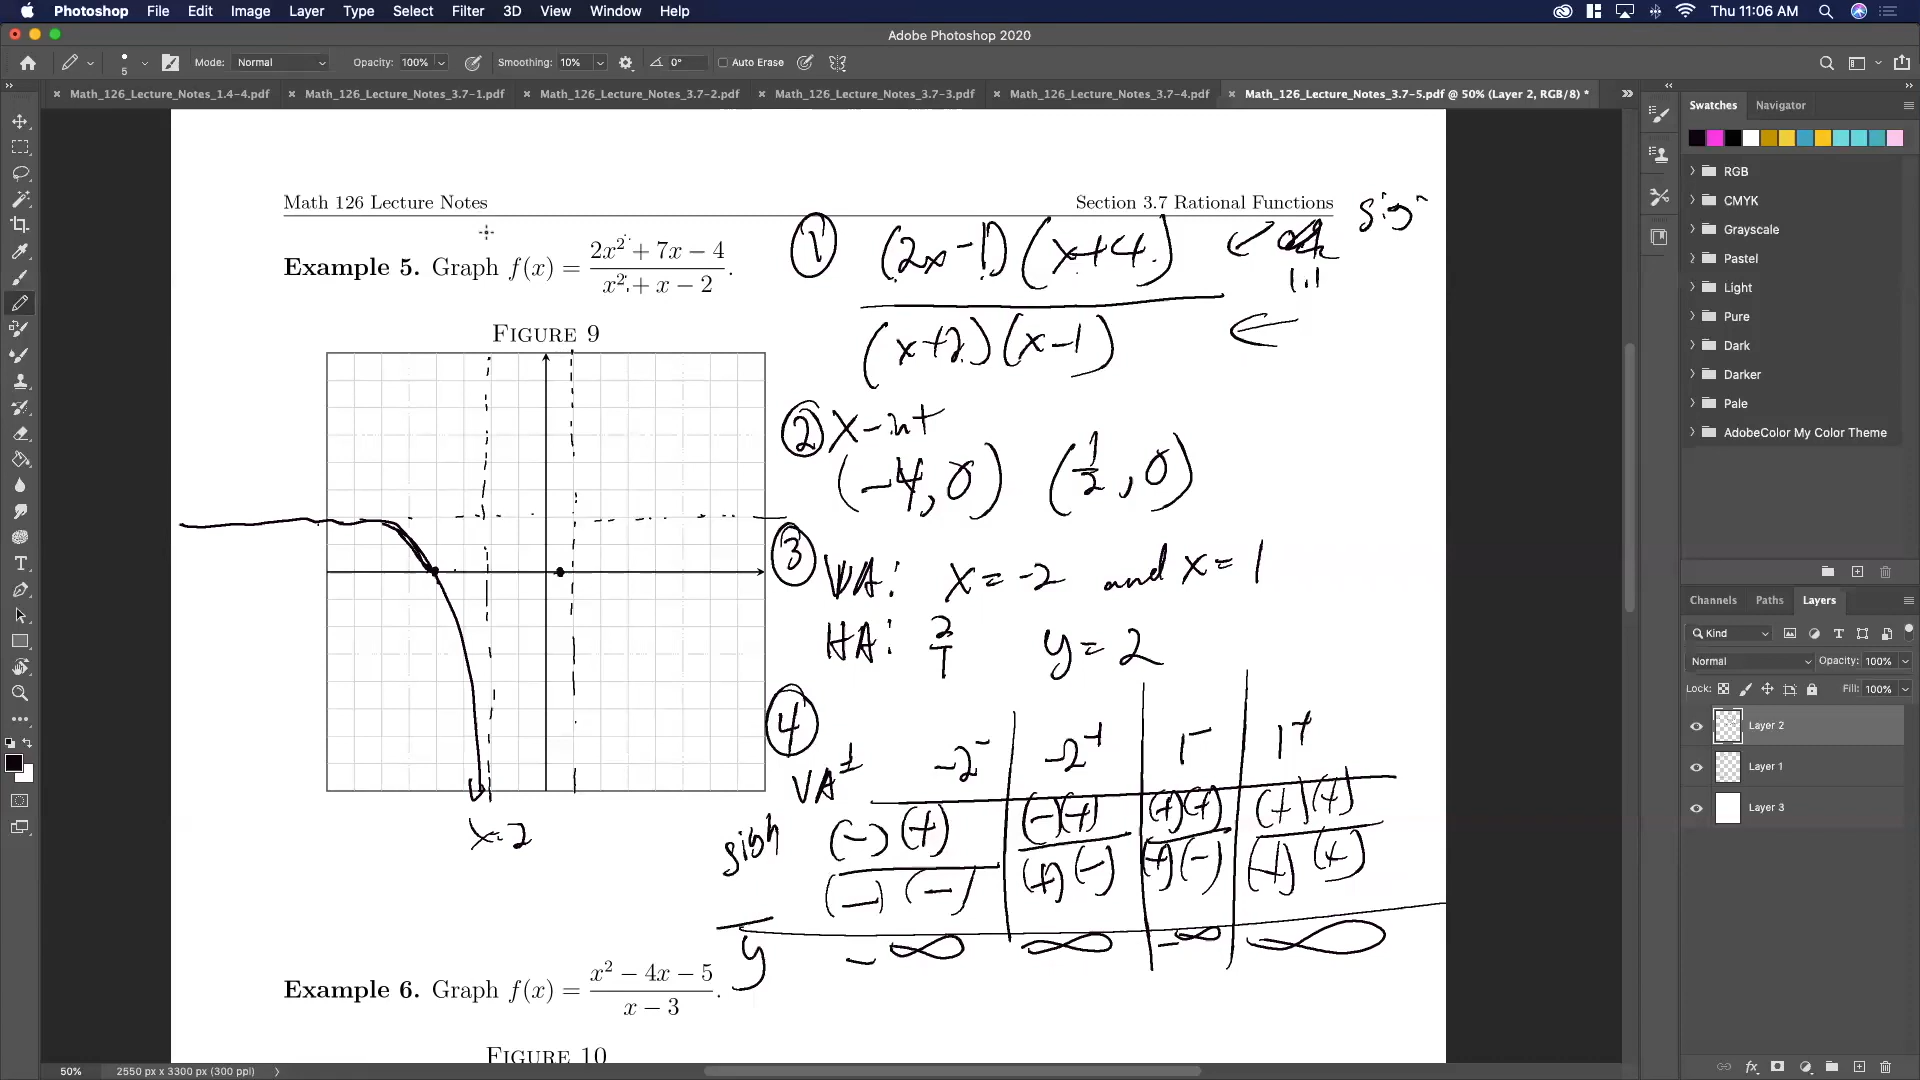 Photoshop File Edit Image Layer Type Select Filter 3D View Window Help Thu 11:06 AM
Adobe Photoshop 2020
5 Mode: Normal Opacity: 100% Smoothing: 10% 0° Auto Erase
Math_126_Lecture_Notes_1.4-4.pdf Math_126_Lecture_Notes_3.7-1.pdf Math_126_Lecture_Notes_3.7-2.pdf Math_126_Lecture_Notes_3.7-3.pdf Math_126_Lecture_Notes_3.7-4.pdf Math_126_Lecture_Notes_3.7-5.pdf @ 50% (Layer 2, RGB/8) *
Math 126 Lecture Notes Section 3.7 Rational Functions
sign
Example 5. Graph f(x) = (2x² + 7x − 4)/(x² + x − 2).
FIGURE 9
x=-2
① (2x-1)(x+4)
1.1
(x+2)(x-1)
② X-int
(-4,0) (1/2, 0)
③ VA: x = -2 and x = 1
HA: 2/1 y = 2
④
VA± -2⁻ -2⁺ 1⁻ 1⁺
sign (-)(+) (-)(+) (+)(+) (+)(+)
(-)(-) (+)(-) (+)(-) (+)(+)
y -∞ ∞ -∞ ∞
Example 6. Graph f(x) = (x² − 4x − 5)/(x − 3).
FIGURE 10
Swatches Navigator
RGB
CMYK
Grayscale
Pastel
Light
Pure
Dark
Darker
Pale
AdobeColor My Color Theme
Channels Paths Layers
Kind
Normal Opacity: 100%
Lock: Fill: 100%
Layer 2
Layer 1
Layer 3
50% 2550 px x 3300 px (300 ppi)